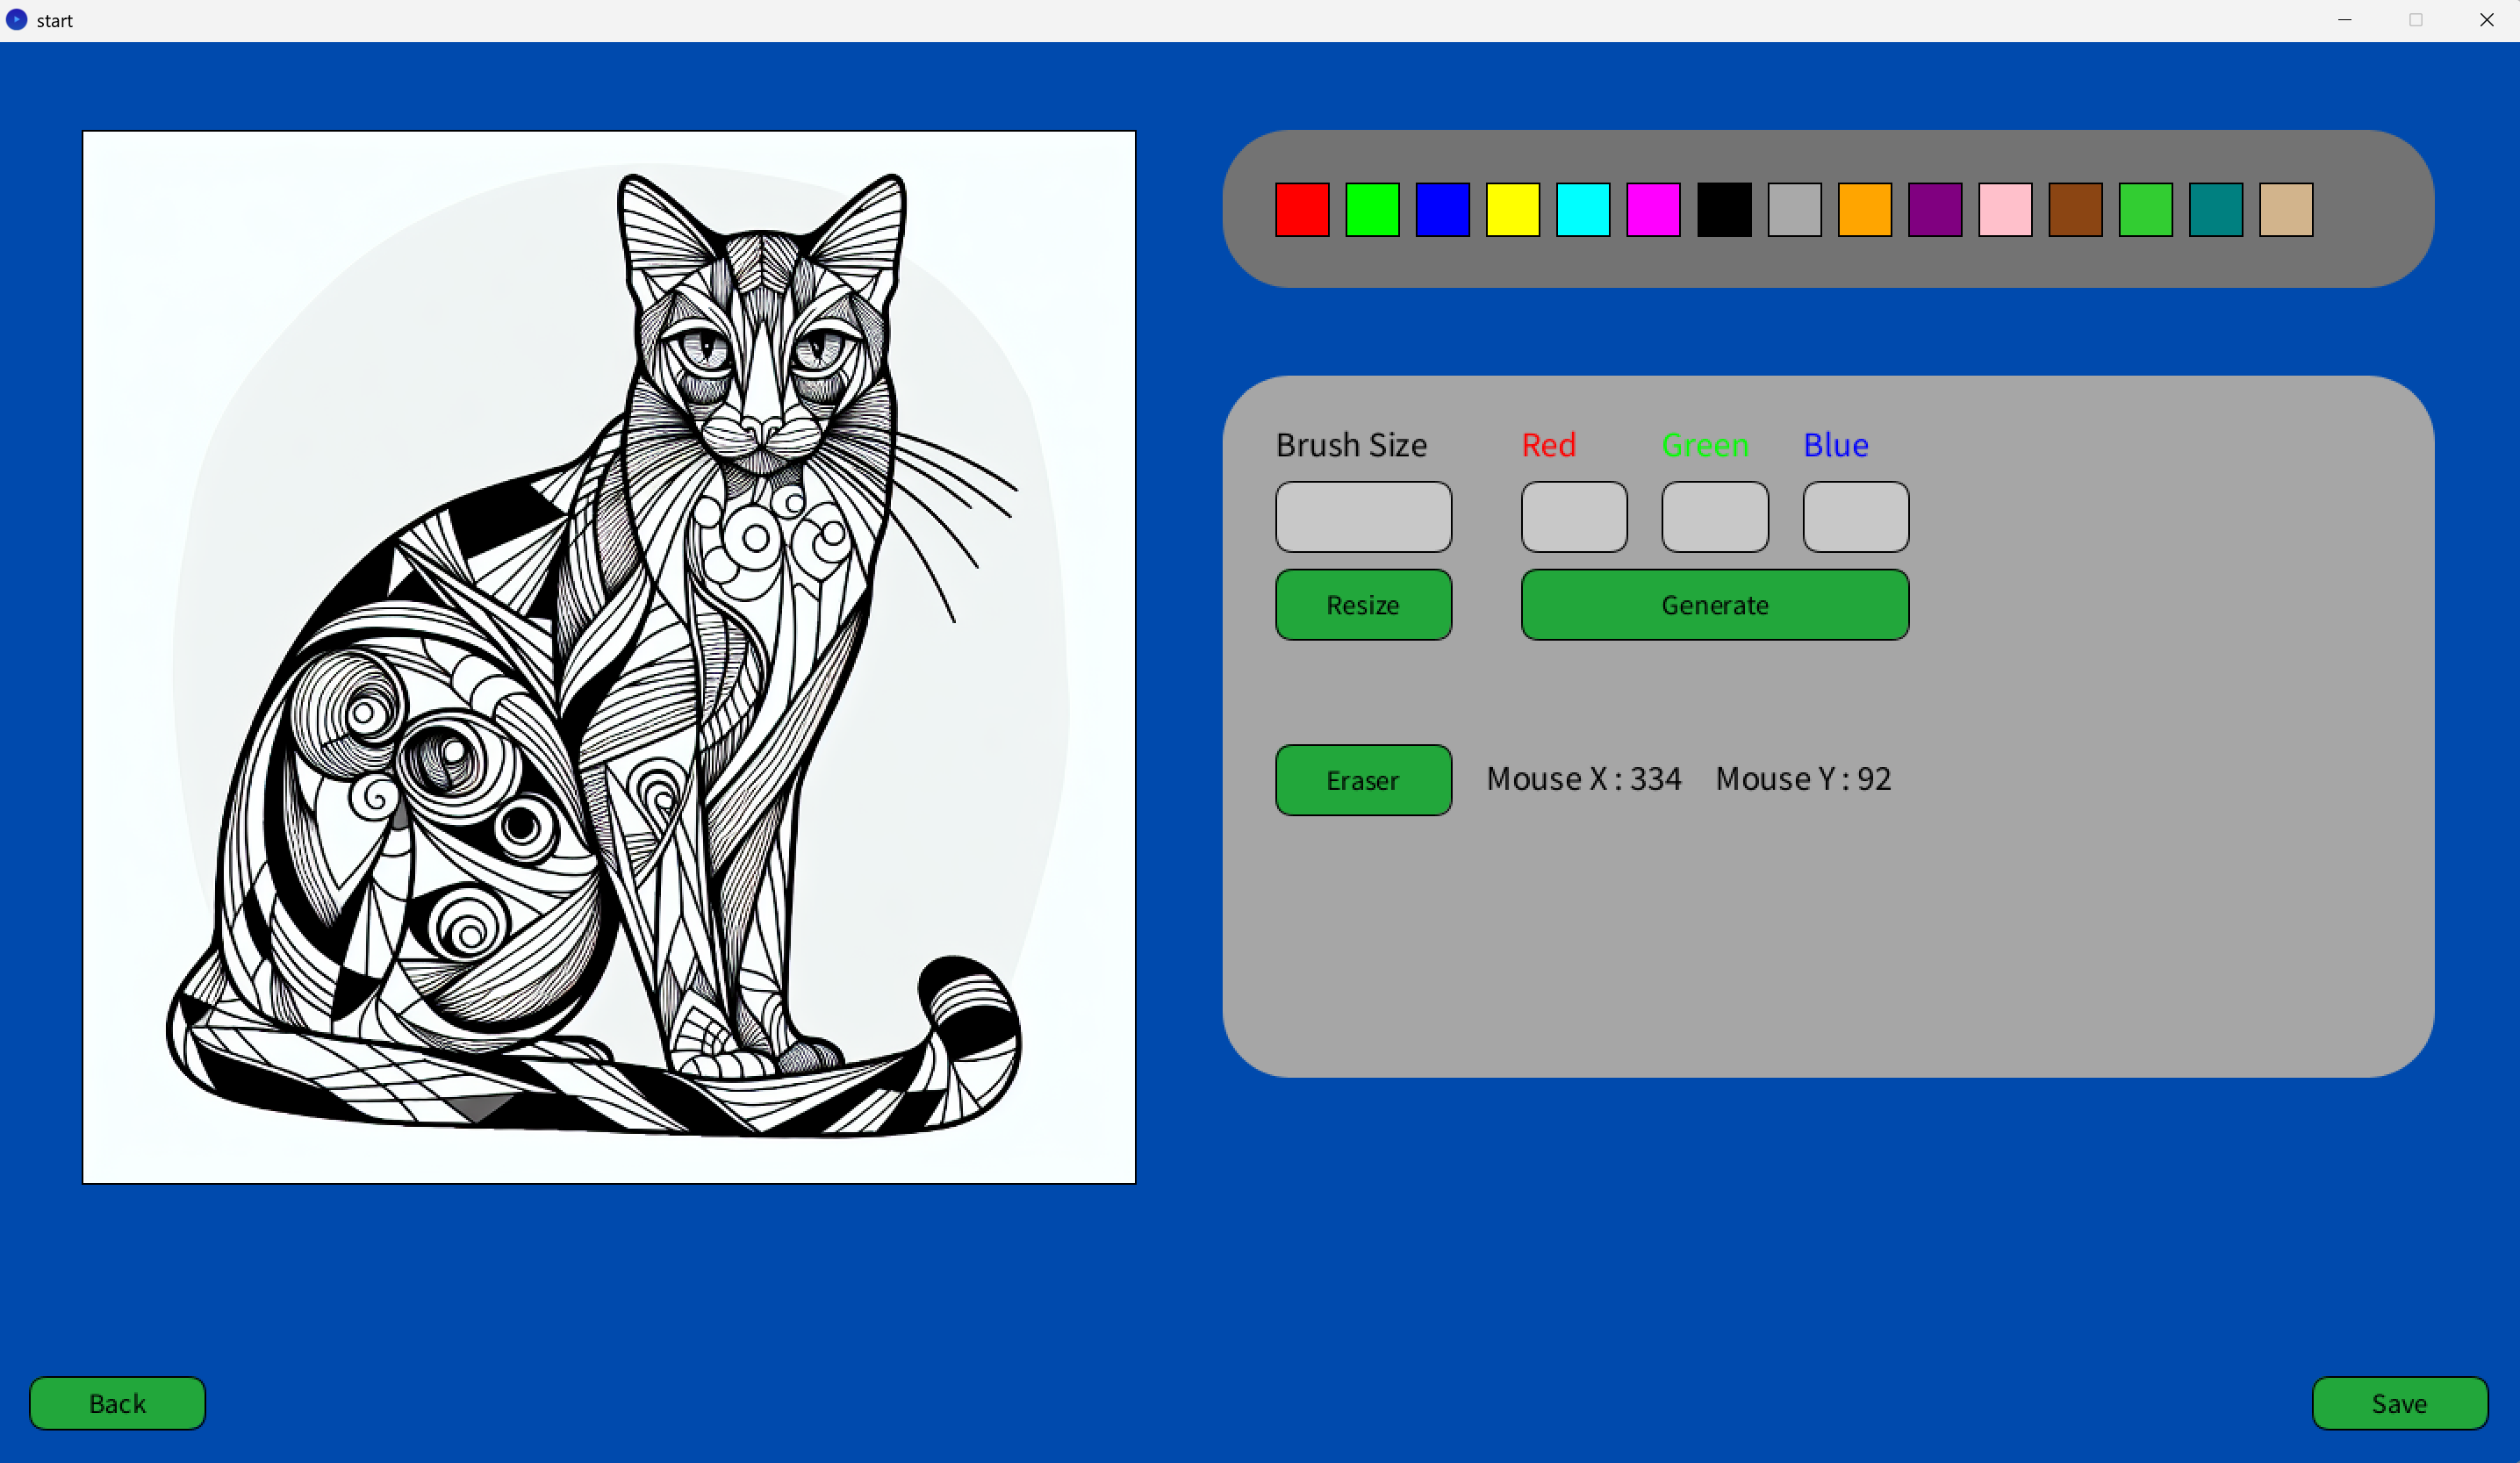 start
Brush Size Red Green Blue
Resize Generate
Eraser Mouse X : 334 Mouse Y : 92
Back Save